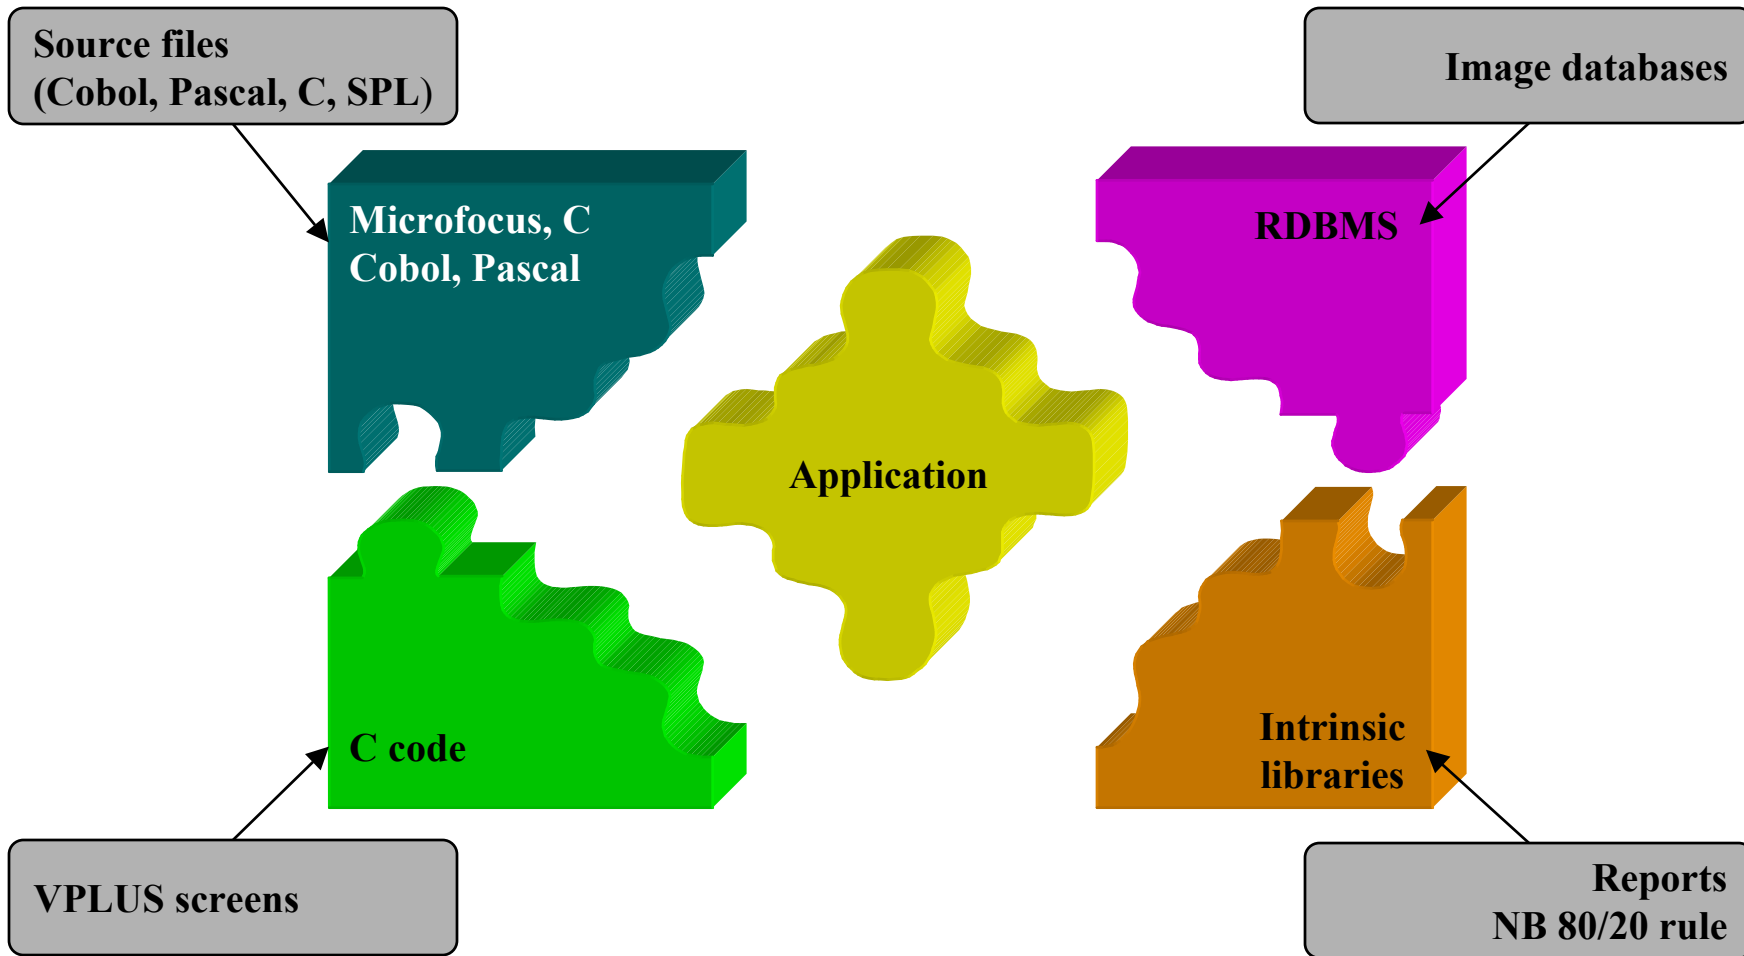 Source files
(Cobol, Pascal, C, SPL)
Image databases
Microfocus, C
Cobol, Pascal
RDBMS
Application
C code
Intrinsic
libraries
VPLUS screens
Reports
NB 80/20 rule